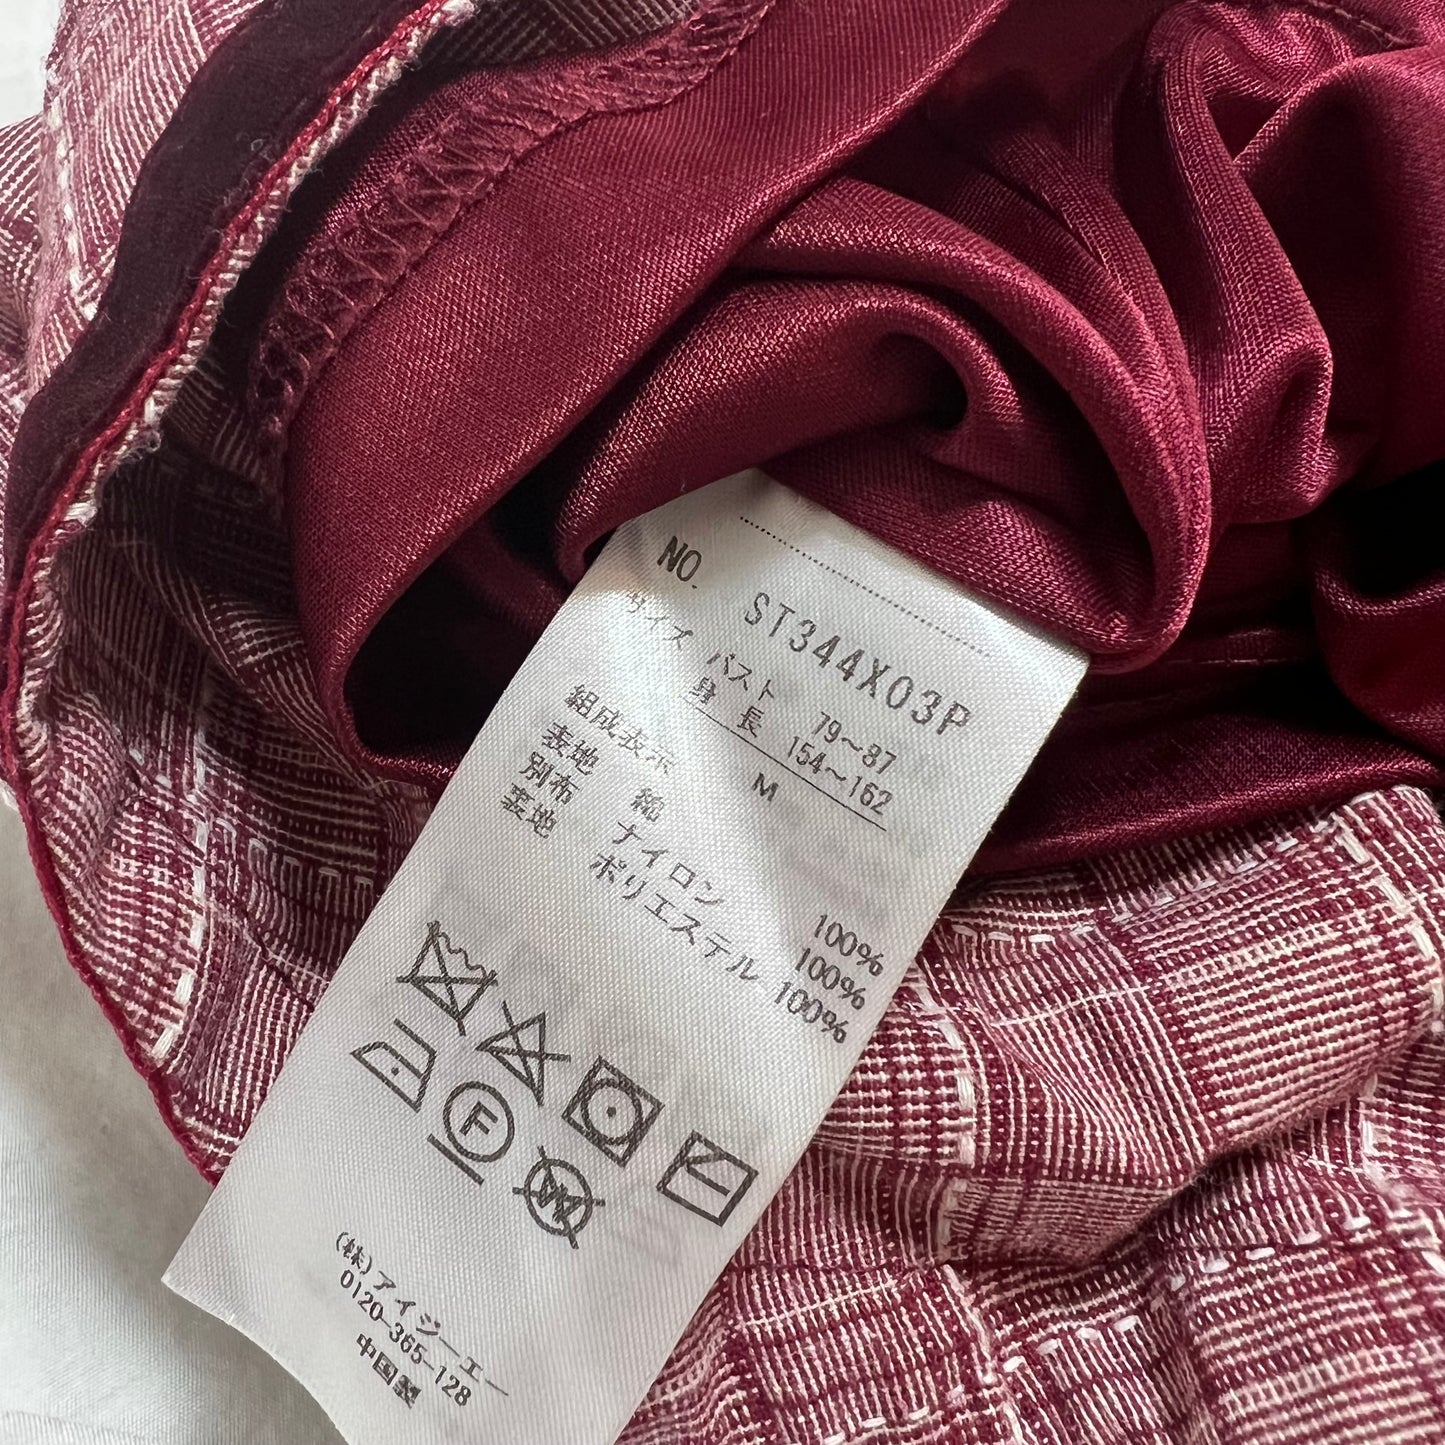 NO. ST344X03P
サイズ バスト 79～87
身長 154～162
M
組成表示
表地 綿 100%
別布 ナイロン 100%
裏地 ポリエステル 100%
F
W
(株)アイジーエー
0120-365-128
中国製